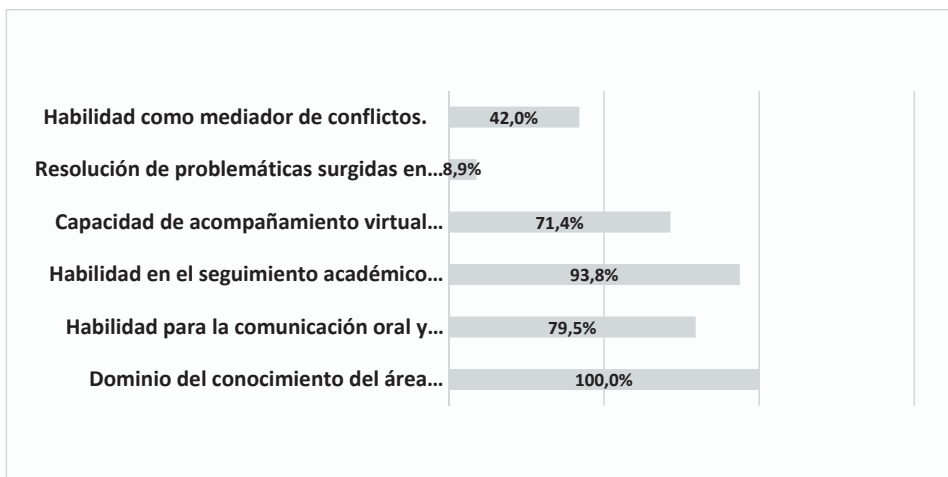 Habilidad como mediador de conflictos.
42,0%
Resolución de problemáticas surgidas en...
8,9%
Capacidad de acompañamiento virtual...
71,4%
Habilidad en el seguimiento académico...
93,8%
Habilidad para la comunicación oral y...
79,5%
Dominio del conocimiento del área...
100,0%